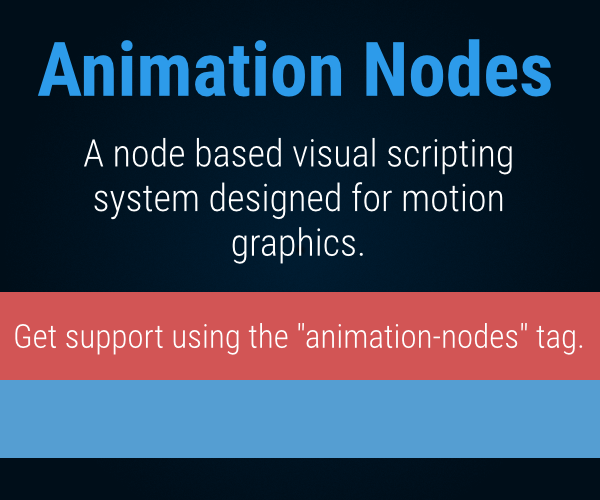 Animation Nodes
A node based visual scripting
system designed for motion
graphics.
Get support using the "animation-nodes" tag.